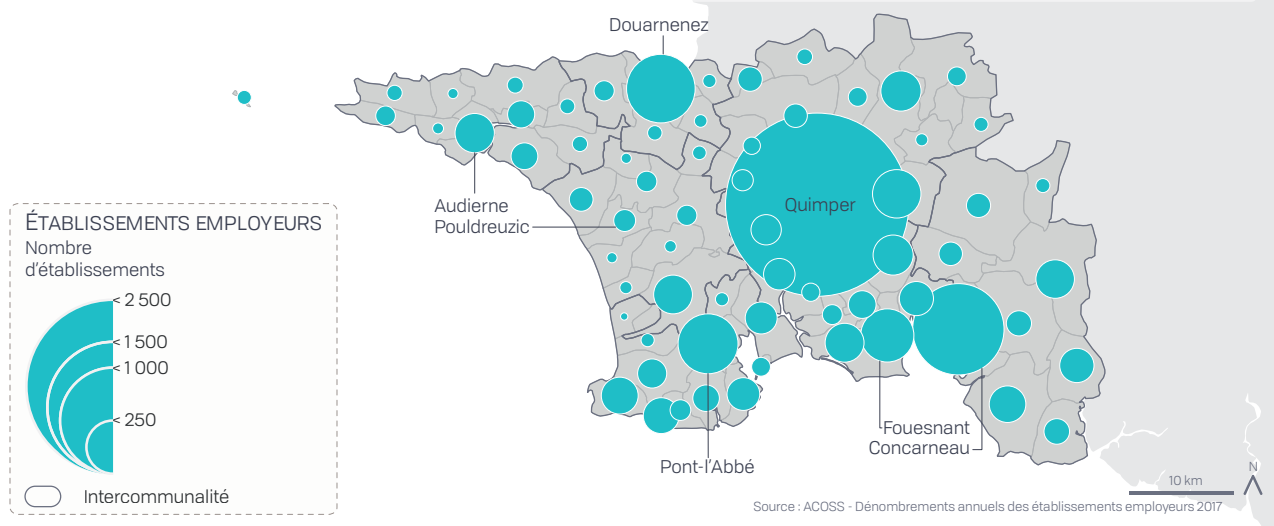 Douarnenez
Quimper
Audierne
Pouldreuzic
ÉTABLISSEMENTS EMPLOYEURS
Nombre
d'établissements
< 2 500
< 1 500
< 1 000
< 250
Intercommunalité
Fouesnant
Concarneau
Pont-l'Abbé
N
10 km
Source : ACOSS - Dénombrements annuels des établissements employeurs 2017